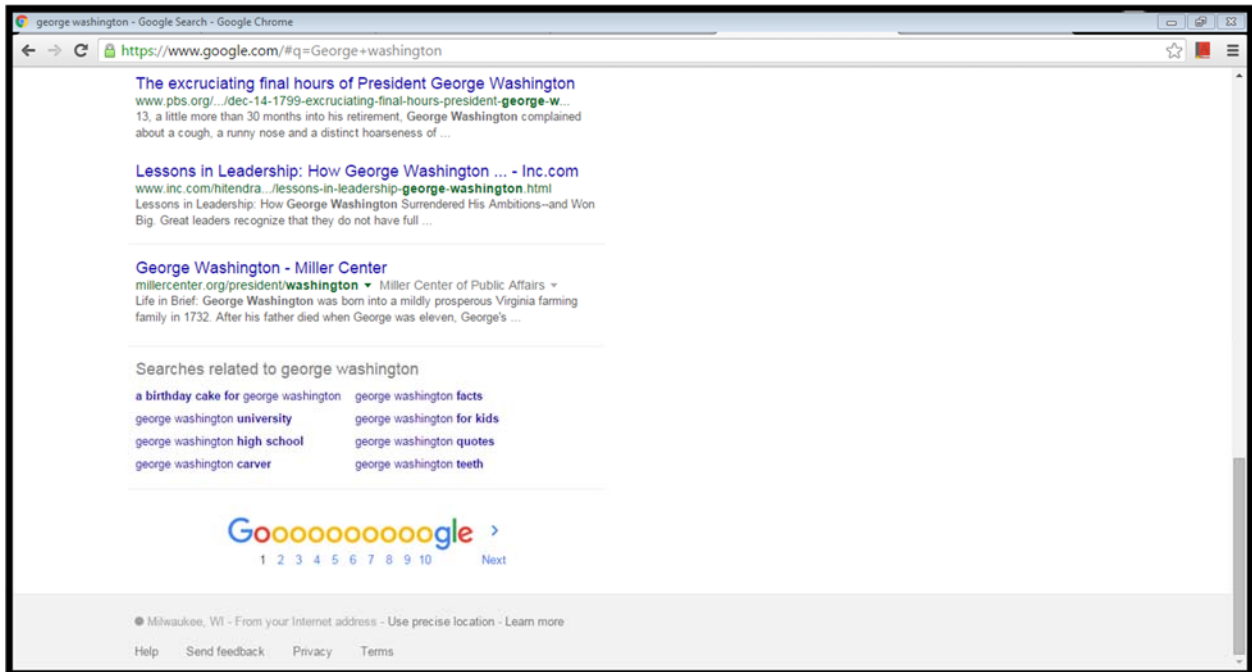 george washington - Google Search - Google Chrome
https://www.google.com/#q=George+washington
The excruciating final hours of President George Washington
www.pbs.org/.../dec-14-1799-excruciating-final-hours-president-george-w...
13, a little more than 30 months into his retirement, George Washington complained
about a cough, a runny nose and a distinct hoarseness of ...
Lessons in Leadership: How George Washington ... - Inc.com
www.inc.com/hitendra.../lessons-in-leadership-george-washington.html
Lessons in Leadership: How George Washington Surrendered His Ambitions--and Won
Big. Great leaders recognize that they do not have full ...
George Washington - Miller Center
millercenter.org/president/washington ▾ Miller Center of Public Affairs ▾
Life in Brief: George Washington was born into a mildly prosperous Virginia farming
family in 1732. After his father died when George was eleven, George's ...
Searches related to george washington
a birthday cake for george washington george washington facts
george washington university george washington for kids
george washington high school george washington quotes
george washington carver george washington teeth
Goooooooooogle >
1 2 3 4 5 6 7 8 9 10 Next
Milwaukee, WI - From your Internet address - Use precise location - Learn more
Help Send feedback Privacy Terms